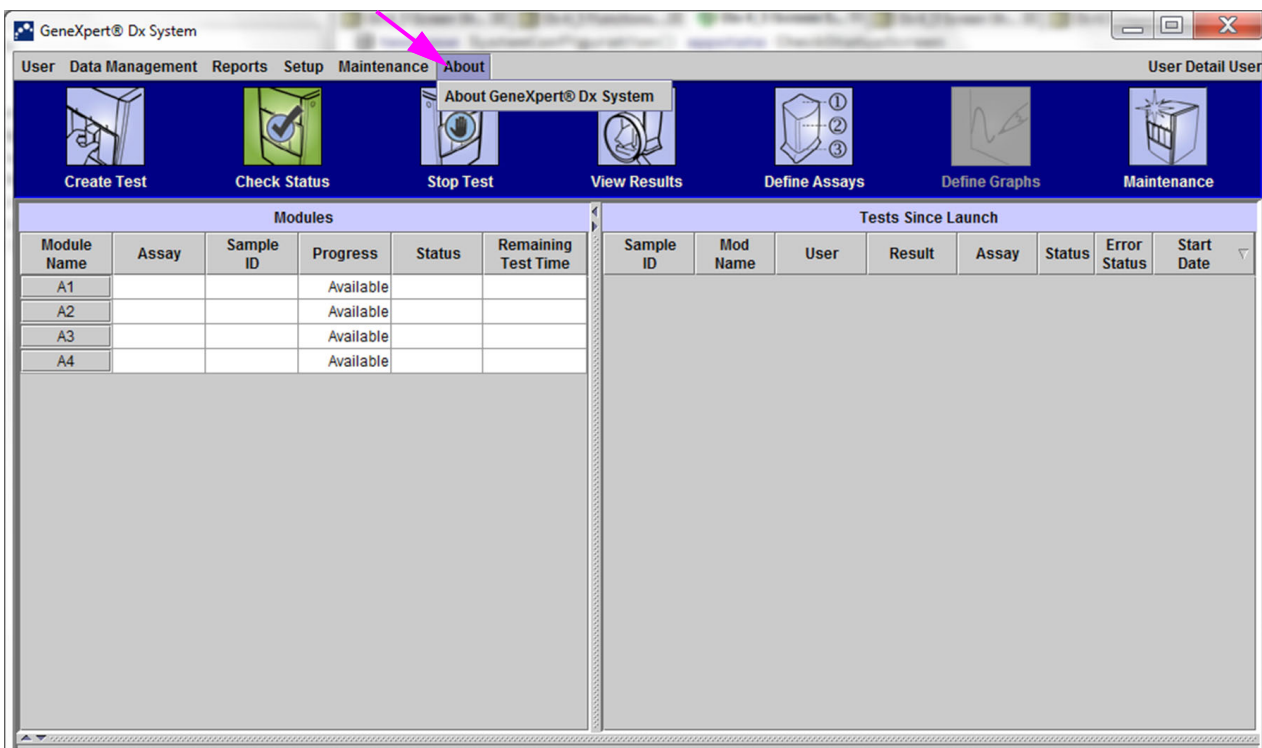 GeneXpert® Dx System
User Data Management Reports Setup Maintenance About User Detail User
About GeneXpert® Dx System
① 
②
③
Create Test Check Status Stop Test View Results Define Assays Define Graphs Maintenance
Modules
Module Name Assay Sample ID Progress Status Remaining Test Time
A1 Available
A2 Available
A3 Available
A4 Available
Tests Since Launch
Sample ID Mod Name User Result Assay Status Error Status Start Date